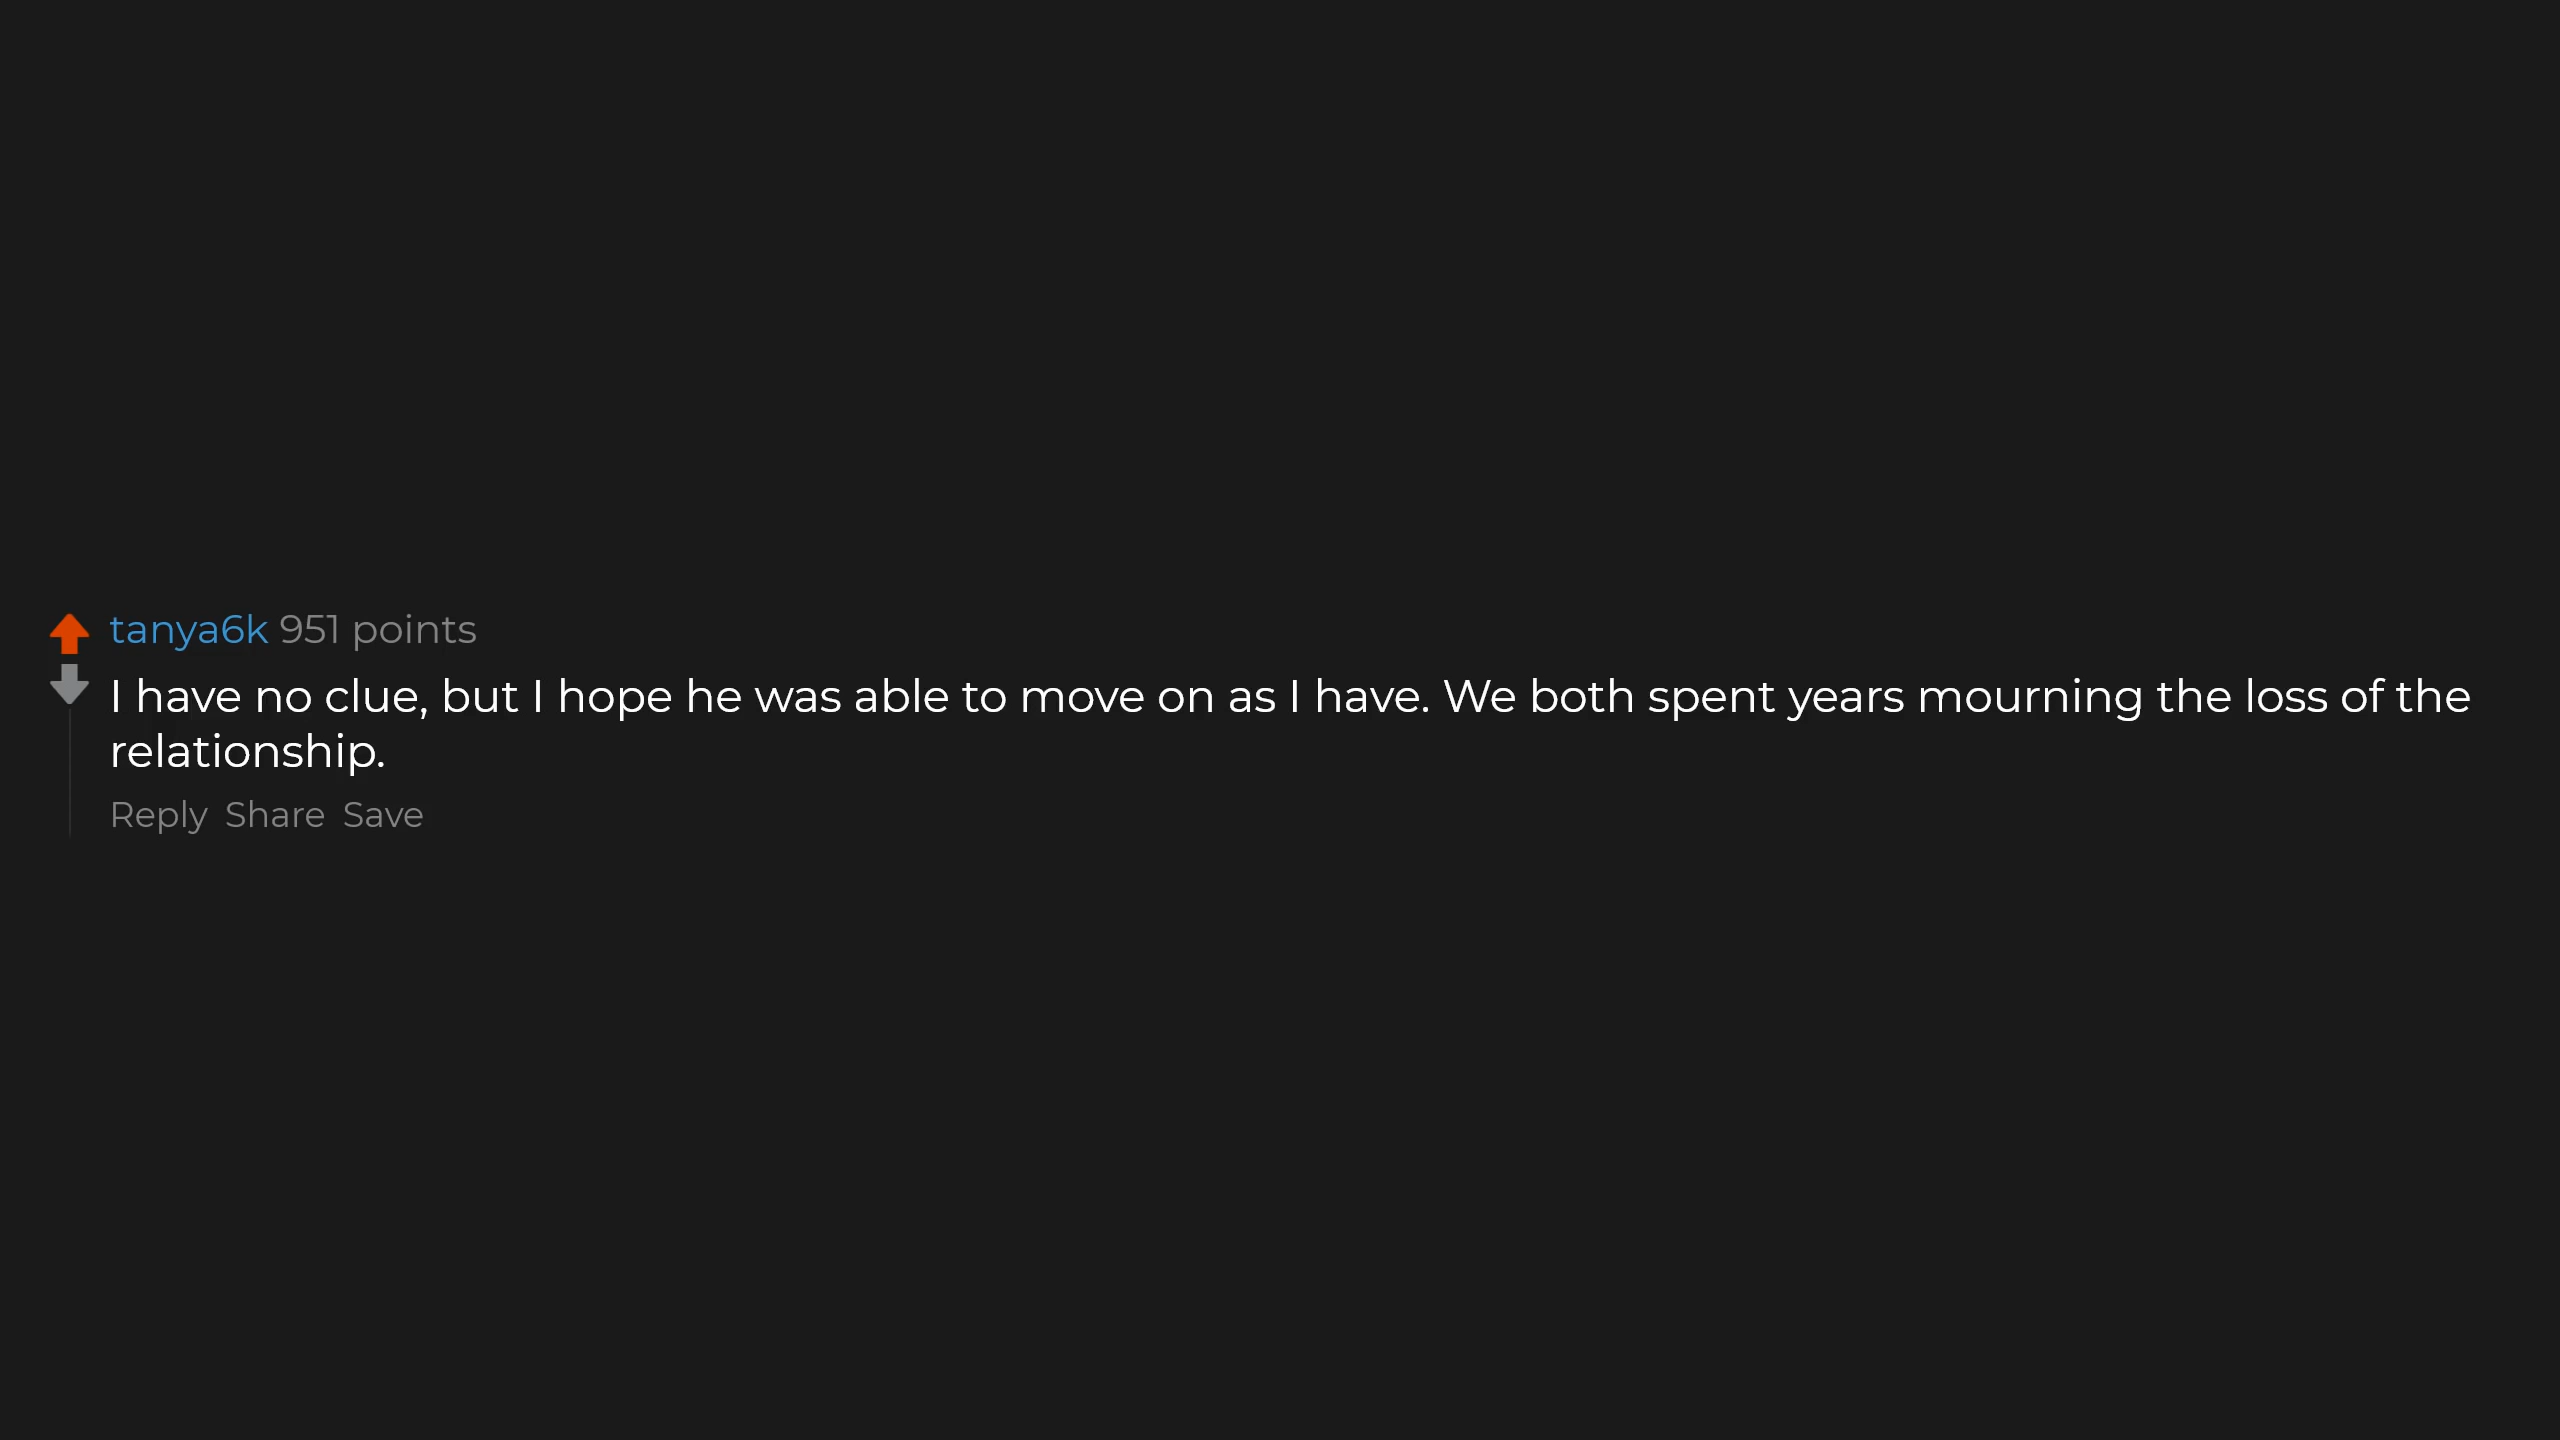 tanya6k 951 points
I have no clue, but I hope he was able to move on as I have. We both spent years mourning the loss of the
relationship.
Reply Share Save